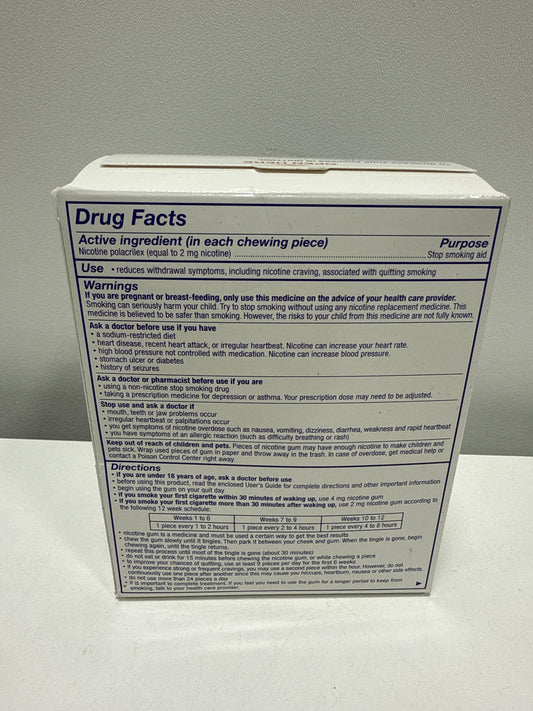 OPEN HERE
Drug Facts
Active ingredient (in each chewing piece) Purpose
Nicotine polacrilex (equal to 2 mg nicotine) ........ Stop smoking aid
Use • reduces withdrawal symptoms, including nicotine craving, associated with quitting smoking
Warnings
If you are pregnant or breast-feeding, only use this medicine on the advice of your health care provider.
Smoking can seriously harm your child. Try to stop smoking without using any nicotine replacement medicine. This
medicine is believed to be safer than smoking. However, the risks to your child from this medicine are not fully known.
Ask a doctor before use if you have
• a sodium-restricted diet
• heart disease, recent heart attack, or irregular heartbeat. Nicotine can increase your heart rate.
• high blood pressure not controlled with medication. Nicotine can increase blood pressure.
• stomach ulcer or diabetes
• history of seizures
Ask a doctor or pharmacist before use if you are
• using a non-nicotine stop smoking drug
• taking a prescription medicine for depression or asthma. Your prescription dose may need to be adjusted.
Stop use and ask a doctor if
• mouth, teeth or jaw problems occur
• irregular heartbeat or palpitations occur
• you get symptoms of nicotine overdose such as nausea, vomiting, dizziness, diarrhea, weakness and rapid heartbeat
• you have symptoms of an allergic reaction (such as difficulty breathing or rash)
Keep out of reach of children and pets. Pieces of nicotine gum may have enough nicotine to make children and
pets sick. Wrap used pieces of gum in paper and throw away in the trash. In case of overdose, get medical help or
contact a Poison Control Center right away.
Directions
• if you are under 18 years of age, ask a doctor before use
• before using this product, read the enclosed User's Guide for complete directions and other important information
• begin using the gum on your quit day
• if you smoke your first cigarette within 30 minutes of waking up, use 4 mg nicotine gum
• if you smoke your first cigarette more than 30 minutes after waking up, use 2 mg nicotine gum according to
the following 12 week schedule:
Weeks 1 to 6 Weeks 7 to 9 Weeks 10 to 12
1 piece every 1 to 2 hours 1 piece every 2 to 4 hours 1 piece every 4 to 8 hours
• nicotine gum is a medicine and must be used a certain way to get the best results
• chew the gum slowly until it tingles. Then park it between your cheek and gum. When the tingle is gone, begin
chewing again, until the tingle returns.
• repeat this process until most of the tingle is gone (about 30 minutes)
• do not eat or drink for 15 minutes before chewing the nicotine gum, or while chewing a piece
• to improve your chances of quitting, use at least 9 pieces per day for the first 6 weeks
• if you experience strong or frequent cravings, you may use a second piece within the hour. However, do not
continuously use one piece after another since this may cause you hiccups, heartburn, nausea or other side effects.
• do not use more than 24 pieces a day
• it is important to complete treatment. If you feel you need to use the gum for a longer period to keep from
smoking, talk to your health care provider.